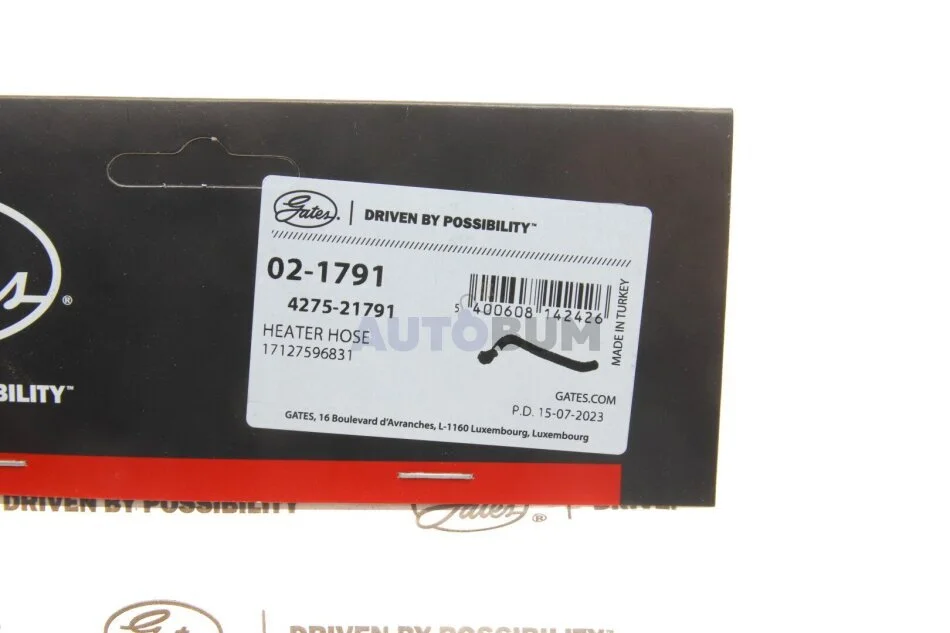 Gates® | DRIVEN BY POSSIBILITY™
02-1791
4275-21791
HEATER HOSE
17127596831
5 400608 142426
MADE IN TURKEY
GATES.COM
P.D. 15-07-2023
GATES, 16 Boulevard d'Avranches, L-1160 Luxembourg, Luxembourg
AUTOBUM
®
BILITY™
DRIVEN BY POSSIBILITY
Gates® |
DRIVEN BY POSSIBILITY™